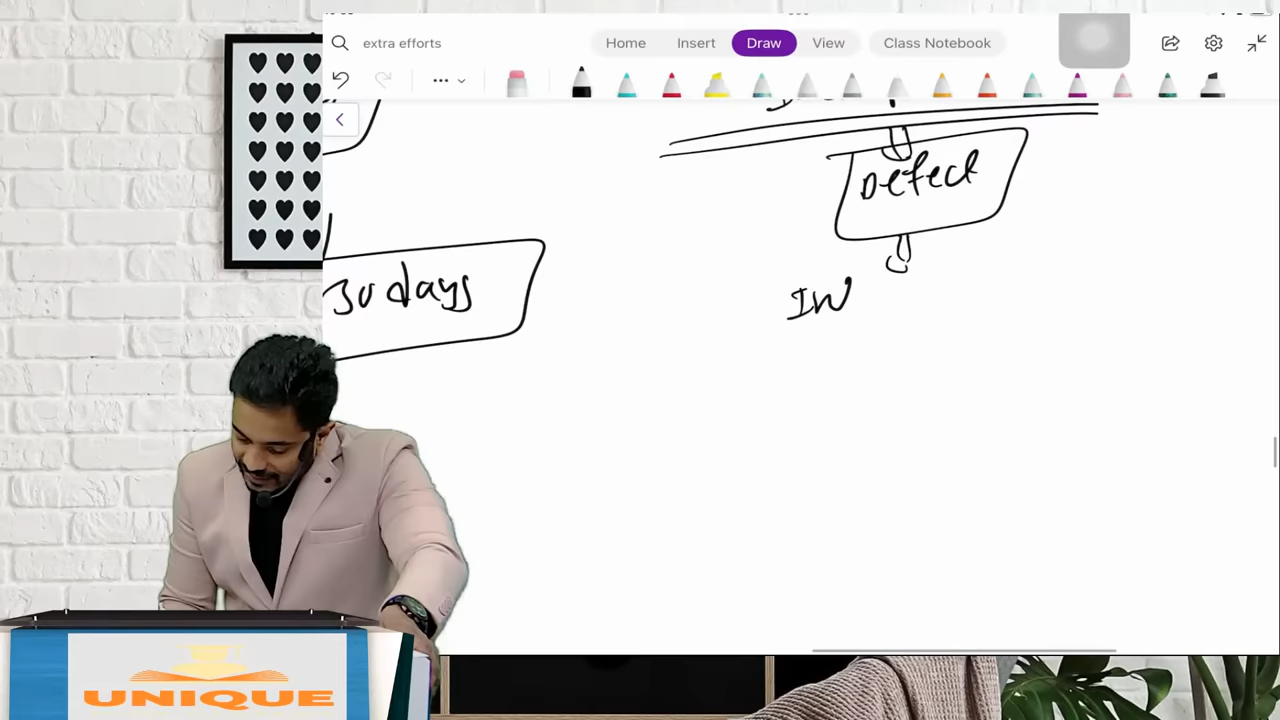 extra efforts
Home Insert Draw View Class Notebook
Defect
30 days
IW
UNIQUE